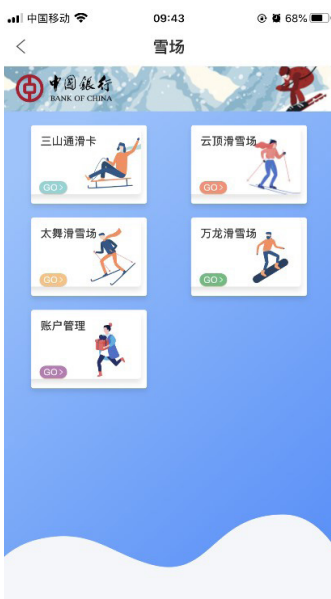 中国移动 09:43 68%
雪场
中国银行
BANK OF CHINA
三山通滑卡 云顶滑雪场
GO> GO>
太舞滑雪场 万龙滑雪场
GO> GO>
账户管理
GO>